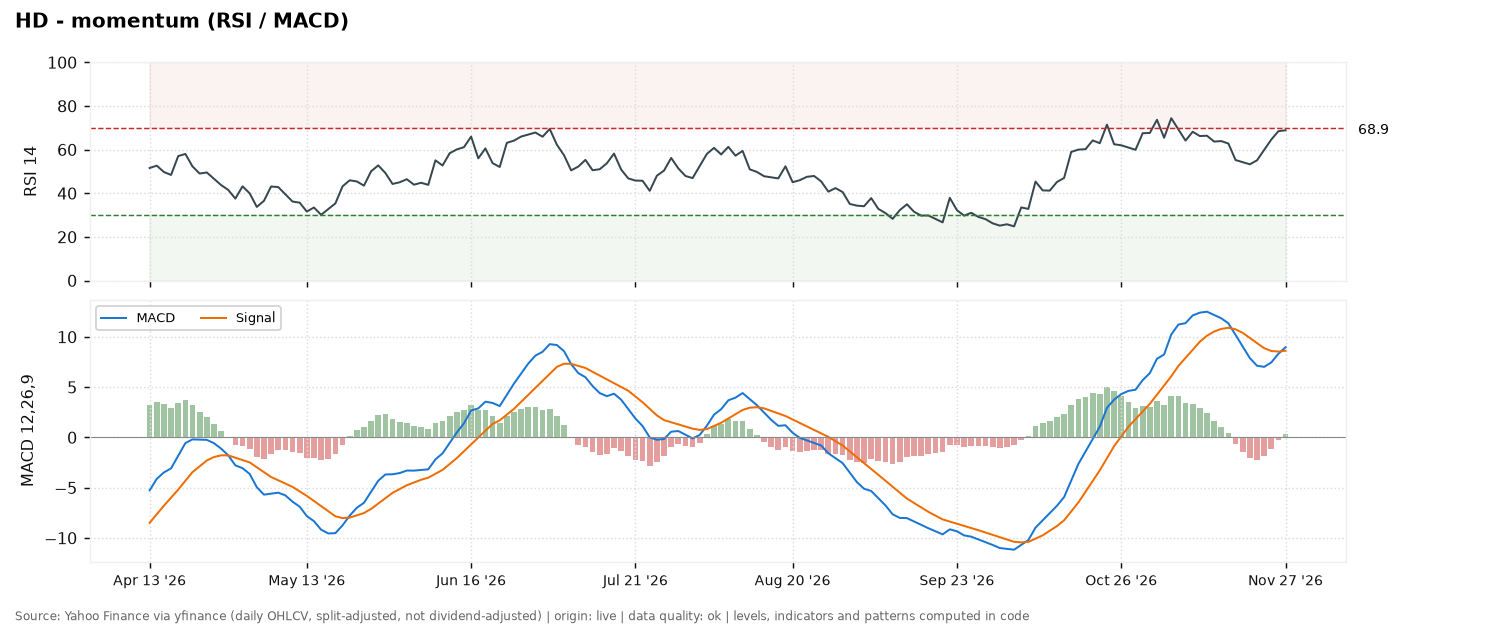 HD - momentum (RSI / MACD)
100
80
60
40
20
0
RSI 14
68.9
MACD Signal
10
5
0
−5
−10
MACD 12,26,9
Apr 13 '26 May 13 '26 Jun 16 '26 Jul 21 '26 Aug 20 '26 Sep 23 '26 Oct 26 '26 Nov 27 '26
Source: Yahoo Finance via yfinance (daily OHLCV, split-adjusted, not dividend-adjusted) | origin: live | data quality: ok | levels, indicators and patterns computed in code